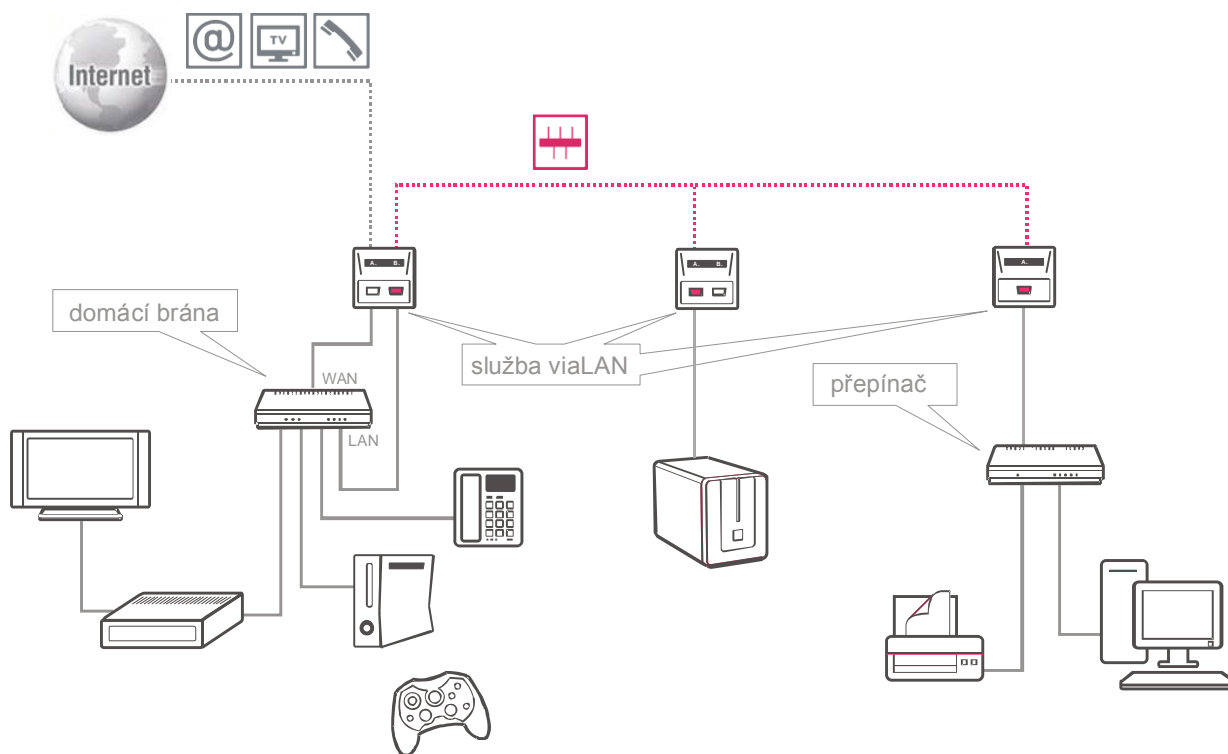 @
TV
Internet
A. B.
A. B.
A.
domácí brána
služba viaLAN
WAN
přepínač
LAN